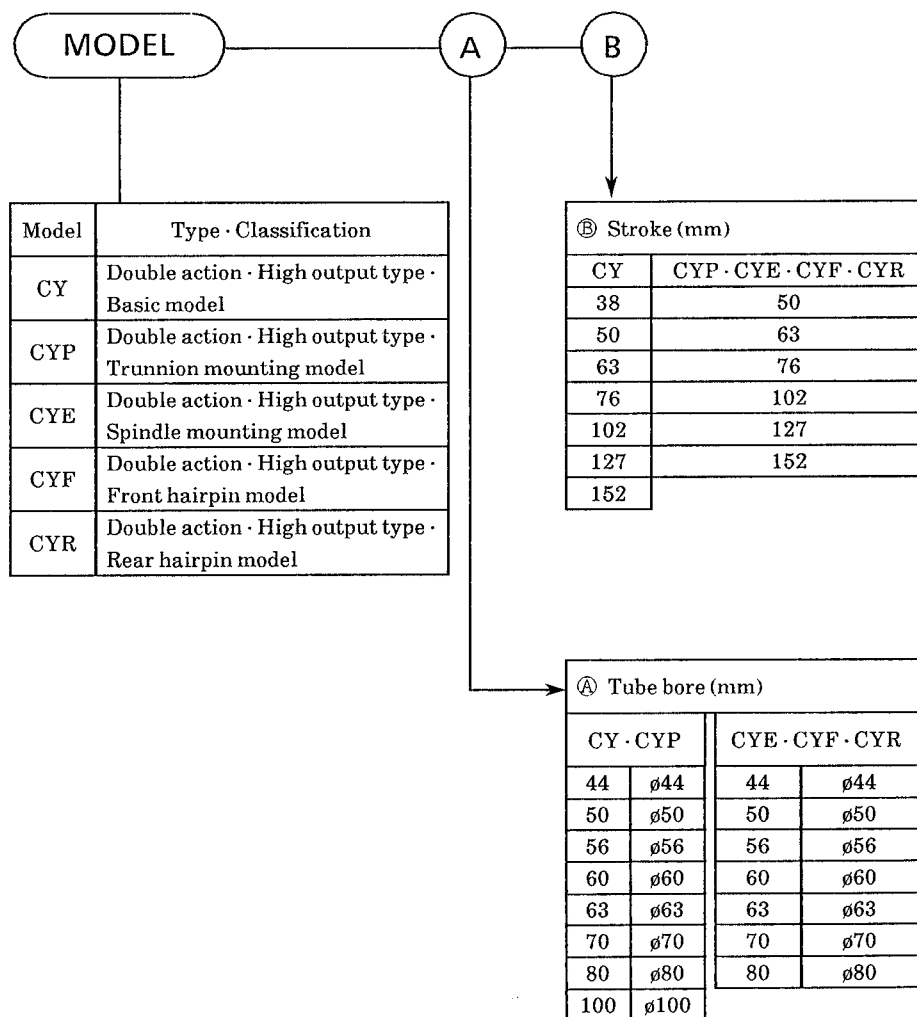 MODEL A B
Model Type · Classification
CY Double action · High output type ·
Basic model
CYP Double action · High output type ·
Trunnion mounting model
CYE Double action · High output type ·
Spindle mounting model
CYF Double action · High output type ·
Front hairpin model
CYR Double action · High output type ·
Rear hairpin model
Ⓑ Stroke (mm)
CY CYP · CYE · CYF · CYR
38 50
50 63
63 76
76 102
102 127
127 152
152
Ⓐ Tube bore (mm)
CY · CYP CYE · CYF · CYR
44 ø44 44 ø44
50 ø50 50 ø50
56 ø56 56 ø56
60 ø60 60 ø60
63 ø63 63 ø63
70 ø70 70 ø70
80 ø80 80 ø80
100 ø100